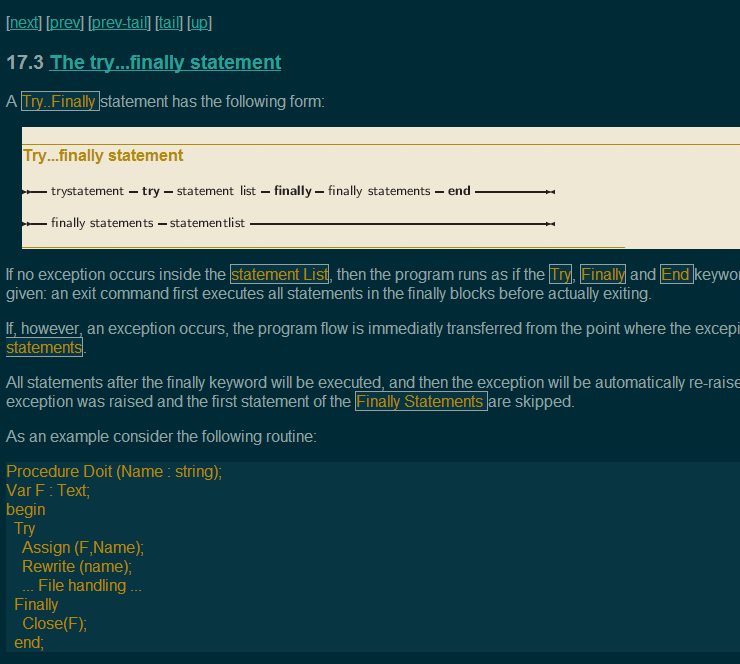 [next] [prev] [prev-tail] [tail] [up]
17.3 The try...finally statement
A Try..Finally statement has the following form:
Try...finally statement
trystatement try statement list finally finally statements end
finally statements statementlist
If no exception occurs inside the statement List, then the program runs as if the Try, Finally and End
given: an exit command first executes all statements in the finally blocks before actually exiting.
If, however, an exception occurs, the program flow is immediatly transferred from the point where the
statements.
All statements after the finally keyword will be executed, and then the exception will be automatically
exception was raised and the first statement of the Finally Statements are skipped.
As an example consider the following routine:
Procedure Doit (Name : string);
Var F : Text;
begin
Try
Assign (F,Name);
Rewrite (name);
... File handling ...
Finally
Close(F);
end;